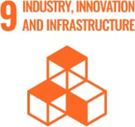 9 INDUSTRY, INNOVATION
AND INFRASTRUCTURE